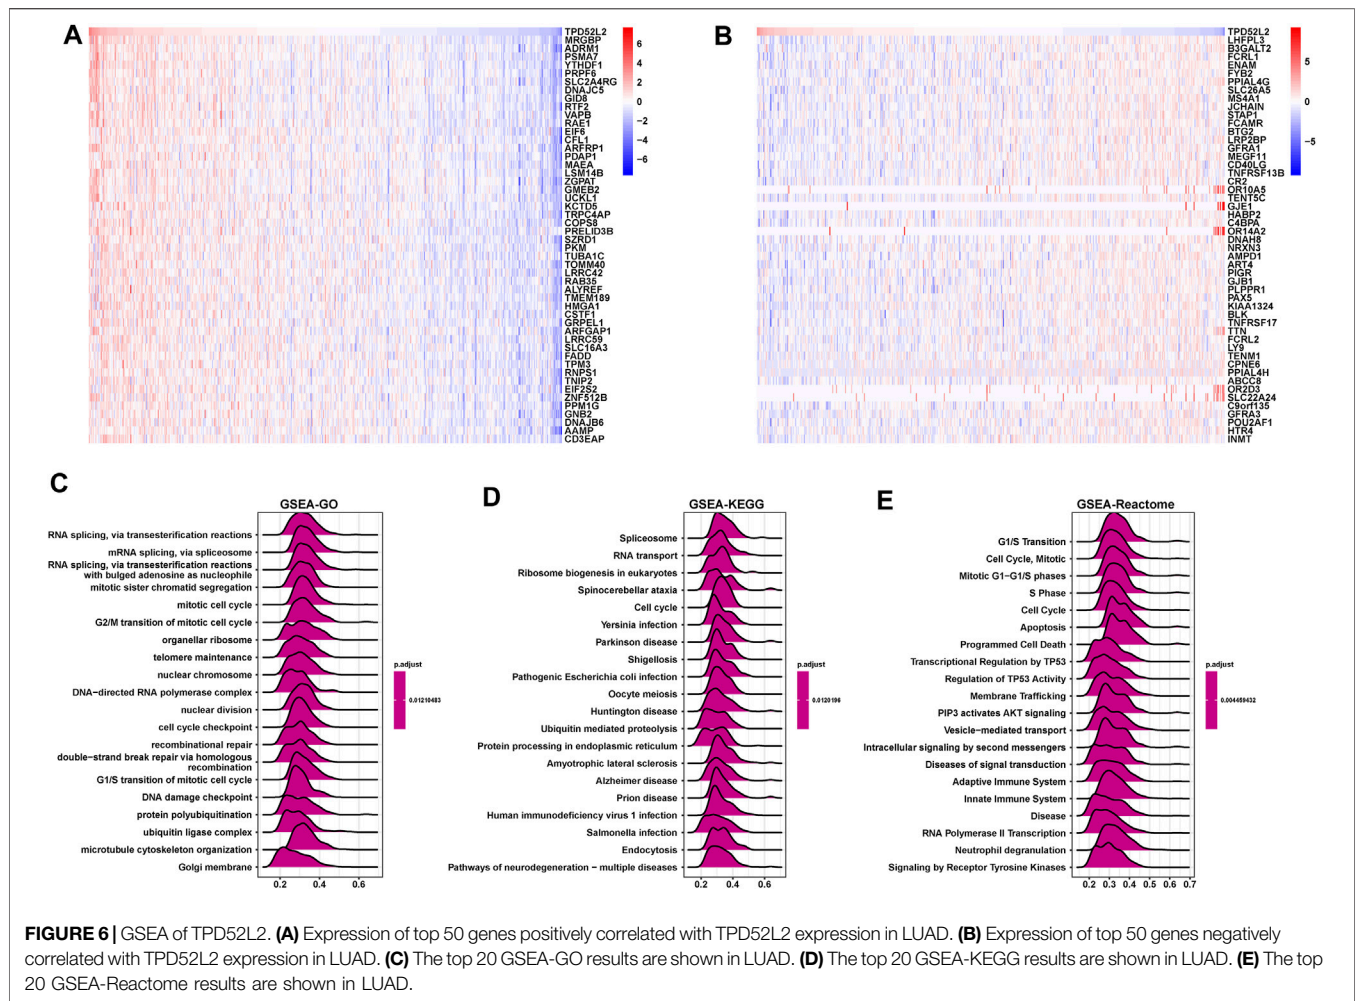 A
TPD52L2
MRGBP
ADRM1
PSMA7
YTHDF1
PRPF6
SLC2A4RG
DNAJC5
GID8
RTF2
VAPB
RAE1
EIF6
CFL1
ARFRP1
PDAP1
MAEA
LSM14B
ZGPAT
GMEB2
UCKL1
KCTD5
TRPC4AP
COPS8
PRELID3B
SZRD1
PKM
TUBA1C
TOMM40
LRRC42
RAB35
ALYREF
TMEM189
HMGA1
CSTF1
GRPEL1
ARFGAP1
LRRC59
SLC16A3
FADD
TPM3
RNPS1
TNIP2
EIF2S2
ZNF512B
PPM1G
GNB2
DNAJB6
AAMP
CD3EAP
6
4
2
0
−2
−4
−6
B
TPD52L2
LHFPL3
B3GALT2
FCRL1
ENAM
FYB2
PPIAL4G
SLC26A5
MS4A1
JCHAIN
STAP1
FCAMR
BTG2
LRP2BP
GFRA1
MEGF11
CD40LG
TNFRSF13B
CR2
OR10A5
TENT5C
GJE1
HABP2
C4BPA
OR14A2
DNAH8
NRXN3
AMPD1
ART4
PIGR
GJB1
PLPPR1
PAX5
KIAA1324
BLK
TNFRSF17
TTN
FCRL2
LY9
TENM1
CPNE6
PPIAL4H
ABCC8
OR2D3
SLC22A24
C9orf135
GFRA3
POU2AF1
HTR4
INMT
5
0
−5
C
GSEA-GO
RNA splicing, via transesterification reactions
mRNA splicing, via spliceosome
RNA splicing, via transesterification reactions
with bulged adenosine as nucleophile
mitotic sister chromatid segregation
mitotic cell cycle
G2/M transition of mitotic cell cycle
organellar ribosome
telomere maintenance
nuclear chromosome
DNA−directed RNA polymerase complex
nuclear division
cell cycle checkpoint
recombinational repair
double−strand break repair via homologous
recombination
G1/S transition of mitotic cell cycle
DNA damage checkpoint
protein polyubiquitination
ubiquitin ligase complex
microtubule cytoskeleton organization
Golgi membrane
0.2 0.4 0.6
p.adjust
0.01210483
D
GSEA-KEGG
Spliceosome
RNA transport
Ribosome biogenesis in eukaryotes
Spinocerebellar ataxia
Cell cycle
Yersinia infection
Parkinson disease
Shigellosis
Pathogenic Escherichia coli infection
Oocyte meiosis
Huntington disease
Ubiquitin mediated proteolysis
Protein processing in endoplasmic reticulum
Amyotrophic lateral sclerosis
Alzheimer disease
Prion disease
Human immunodeficiency virus 1 infection
Salmonella infection
Endocytosis
Pathways of neurodegeneration − multiple diseases
0.2 0.4 0.6
p.adjust
0.0120196
E
GSEA-Reactome
G1/S Transition
Cell Cycle, Mitotic
Mitotic G1−G1/S phases
S Phase
Cell Cycle
Apoptosis
Programmed Cell Death
Transcriptional Regulation by TP53
Regulation of TP53 Activity
Membrane Trafficking
PIP3 activates AKT signaling
Vesicle−mediated transport
Intracellular signaling by second messengers
Diseases of signal transduction
Adaptive Immune System
Innate Immune System
Disease
RNA Polymerase II Transcription
Neutrophil degranulation
Signaling by Receptor Tyrosine Kinases
0.2 0.3 0.4 0.5 0.6 0.7
p.adjust
0.004459432
FIGURE 6 | GSEA of TPD52L2. (A) Expression of top 50 genes positively correlated with TPD52L2 expression in LUAD. (B) Expression of top 50 genes negatively
correlated with TPD52L2 expression in LUAD. (C) The top 20 GSEA-GO results are shown in LUAD. (D) The top 20 GSEA-KEGG results are shown in LUAD. (E) The top
20 GSEA-Reactome results are shown in LUAD.